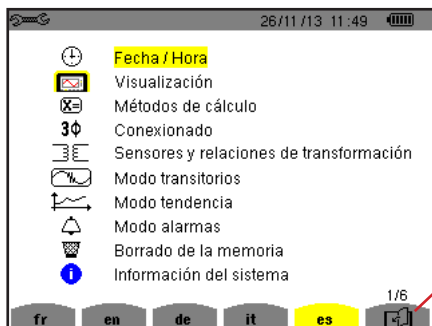 26/11/13 11:49
Fecha / Hora
Visualización
X= Métodos de cálculo
3ϕ Conexionado
Sensores y relaciones de transformación
Modo transitorios
Modo tendencia
Modo alarmas
Borrado de la memoria
i Información del sistema
1/6
fr en de it es